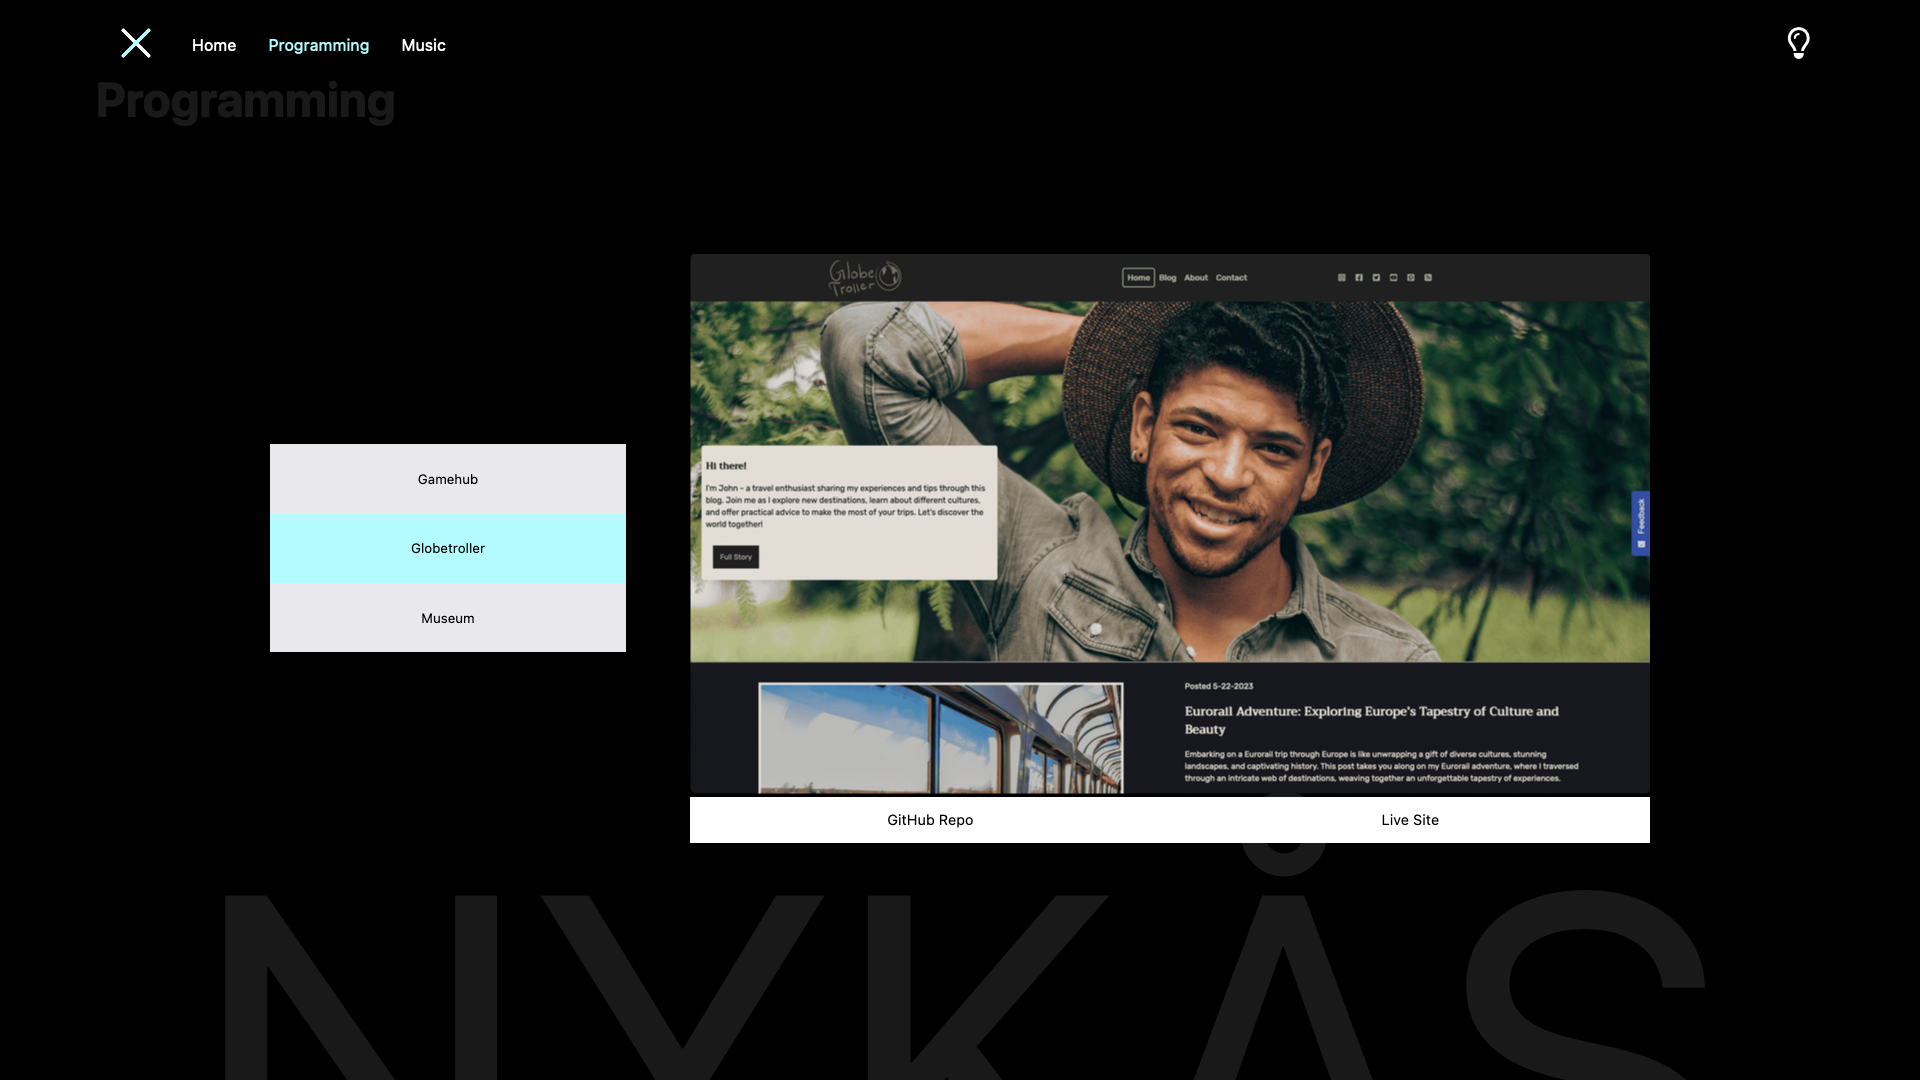 Home
Programming
Music
Programming
Gamehub
Globetroller
Museum
Globe
Troller
Home
Blog
About
Contact
Hi there!
I'm John - a travel enthusiast sharing my experiences and tips through this
blog. Join me as I explore new destinations, learn about different cultures,
and offer practical advice to make the most of your trips. Let's discover the
world together!
Full Story
Feedback
Posted 5-22-2023
Eurorail Adventure: Exploring Europe's Tapestry of Culture and
Beauty
Embarking on a Eurorail trip through Europe is like unwrapping a gift of diverse cultures, stunning
landscapes, and captivating history. This post takes you along on my Eurorail adventure, where I traversed
through an intricate web of destinations, weaving together an unforgettable tapestry of experiences.
GitHub Repo
Live Site
NYKÅS